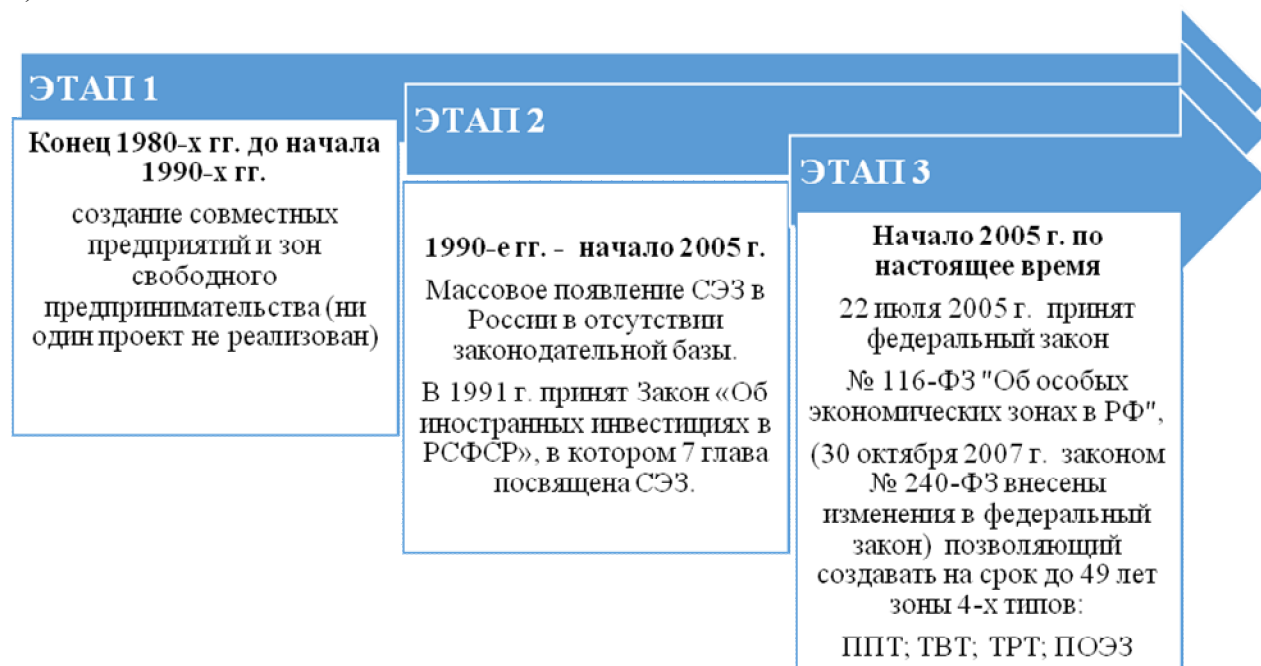 ЭТАП 1
Конец 1980-х гг. до начала
1990-х гг.
создание совместных
предприятий и зон
свободного
предпринимательства (ни
один проект не реализован)
ЭТАП 2
1990-е гг. - начало 2005 г.
Массовое появление СЭЗ в
России в отсутствии
законодательной базы.
В 1991 г. принят Закон «Об
иностранных инвестициях в
РСФСР», в котором 7 глава
посвящена СЭЗ.
ЭТАП 3
Начало 2005 г. по
настоящее время
22 июля 2005 г. принят
федеральный закон
№ 116-ФЗ "Об особых
экономических зонах в РФ",
(30 октября 2007 г. законом
№ 240-ФЗ внесены
изменения в федеральный
закон) позволяющий
создавать на срок до 49 лет
зоны 4-х типов:
ППТ; ТВТ; ТРТ; ПОЭЗ